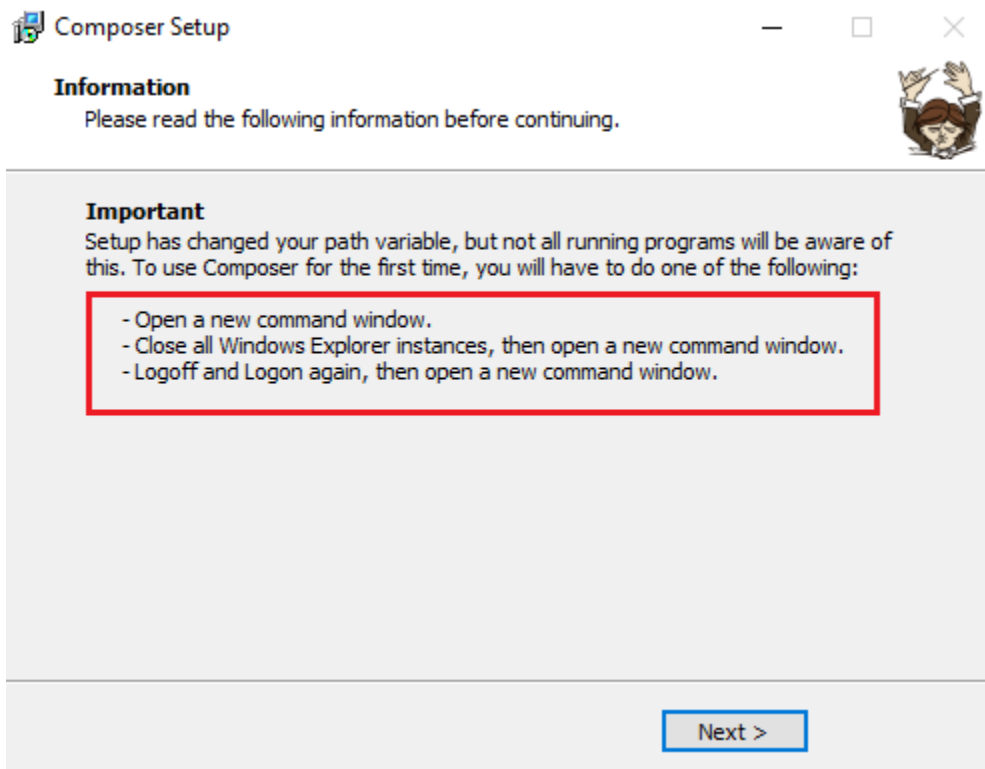 Composer Setup
Information
Please read the following information before continuing.
Important
Setup has changed your path variable, but not all running programs will be aware of
this. To use Composer for the first time, you will have to do one of the following:
- Open a new command window.
- Close all Windows Explorer instances, then open a new command window.
- Logoff and Logon again, then open a new command window.
Next >